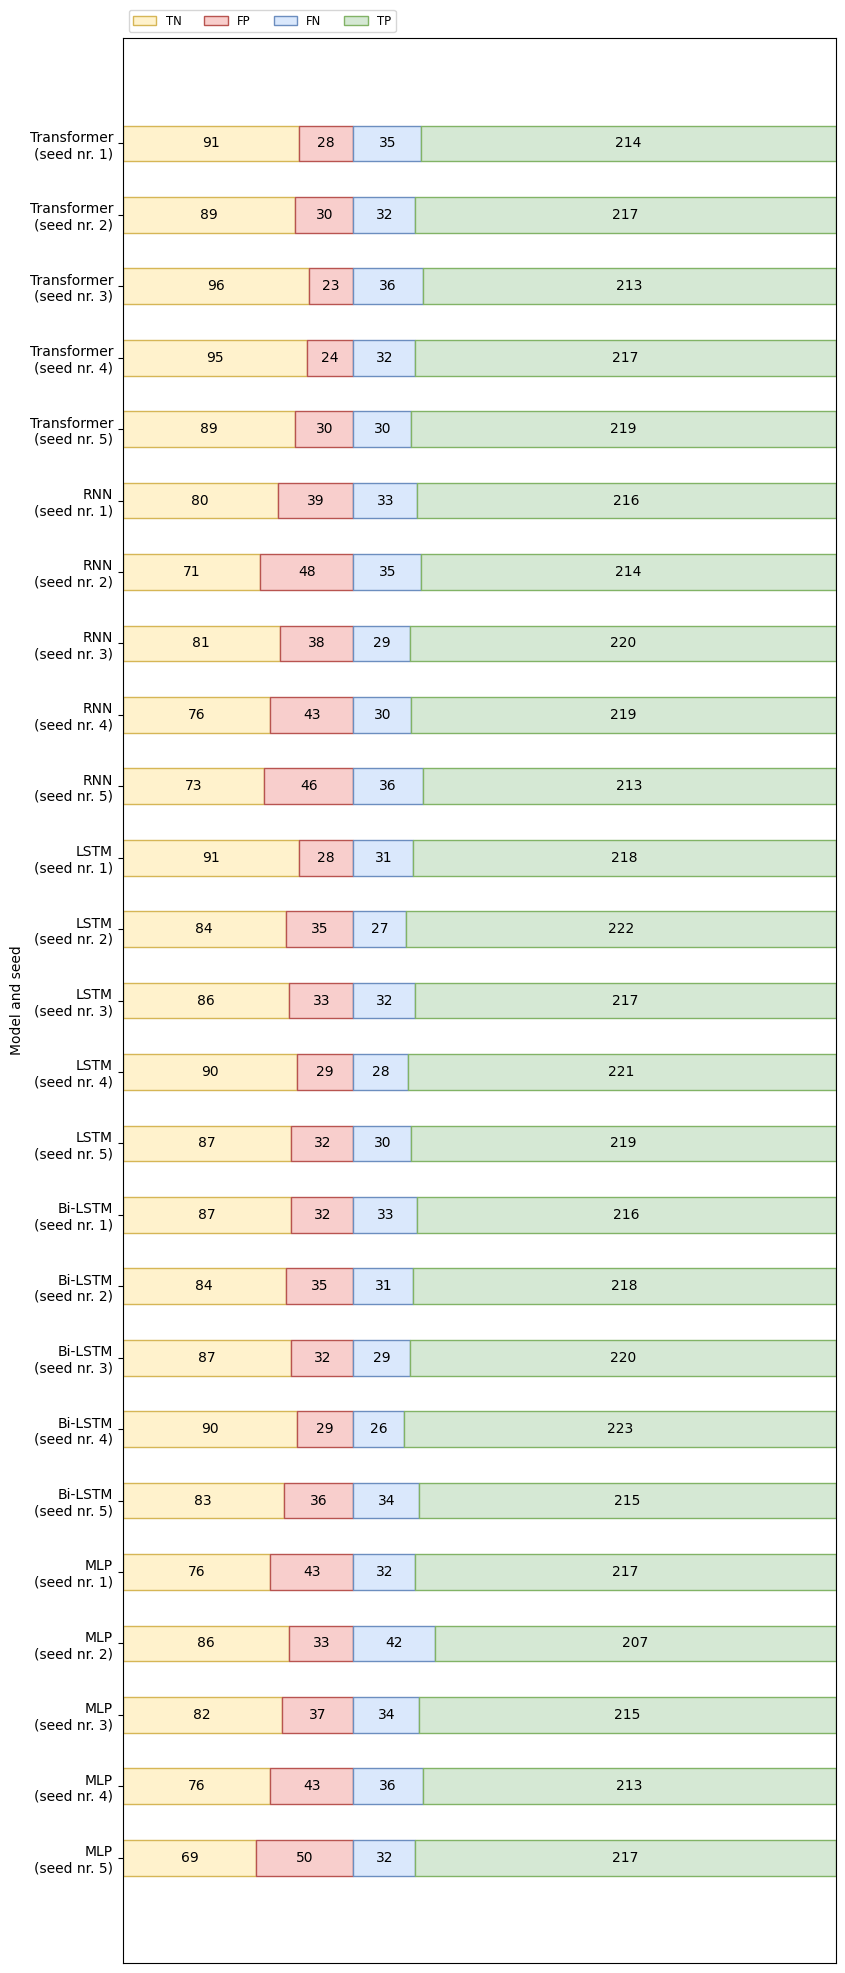 TN FP FN TP
Transformer
(seed nr. 1)
91 28 35 214
Transformer
(seed nr. 2)
89 30 32 217
Transformer
(seed nr. 3)
96 23 36 213
Transformer
(seed nr. 4)
95 24 32 217
Transformer
(seed nr. 5)
89 30 30 219
RNN
(seed nr. 1)
80 39 33 216
RNN
(seed nr. 2)
71 48 35 214
RNN
(seed nr. 3)
81 38 29 220
RNN
(seed nr. 4)
76 43 30 219
RNN
(seed nr. 5)
73 46 36 213
LSTM
(seed nr. 1)
91 28 31 218
LSTM
(seed nr. 2)
84 35 27 222
LSTM
(seed nr. 3)
86 33 32 217
Model and seed
LSTM
(seed nr. 4)
90 29 28 221
LSTM
(seed nr. 5)
87 32 30 219
Bi-LSTM
(seed nr. 1)
87 32 33 216
Bi-LSTM
(seed nr. 2)
84 35 31 218
Bi-LSTM
(seed nr. 3)
87 32 29 220
Bi-LSTM
(seed nr. 4)
90 29 26 223
Bi-LSTM
(seed nr. 5)
83 36 34 215
MLP
(seed nr. 1)
76 43 32 217
MLP
(seed nr. 2)
86 33 42 207
MLP
(seed nr. 3)
82 37 34 215
MLP
(seed nr. 4)
76 43 36 213
MLP
(seed nr. 5)
69 50 32 217